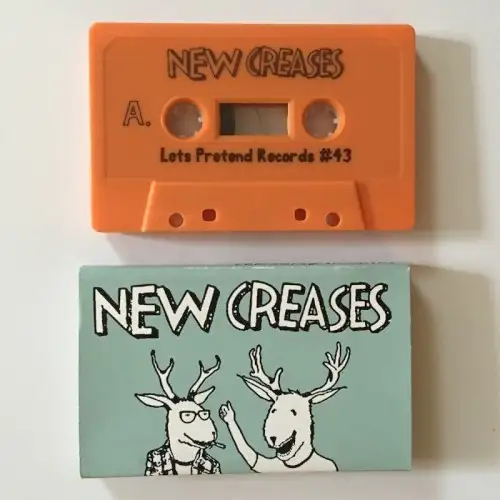 NEW CREASES
A.
Lets Pretend Records #43
NEW CREASES